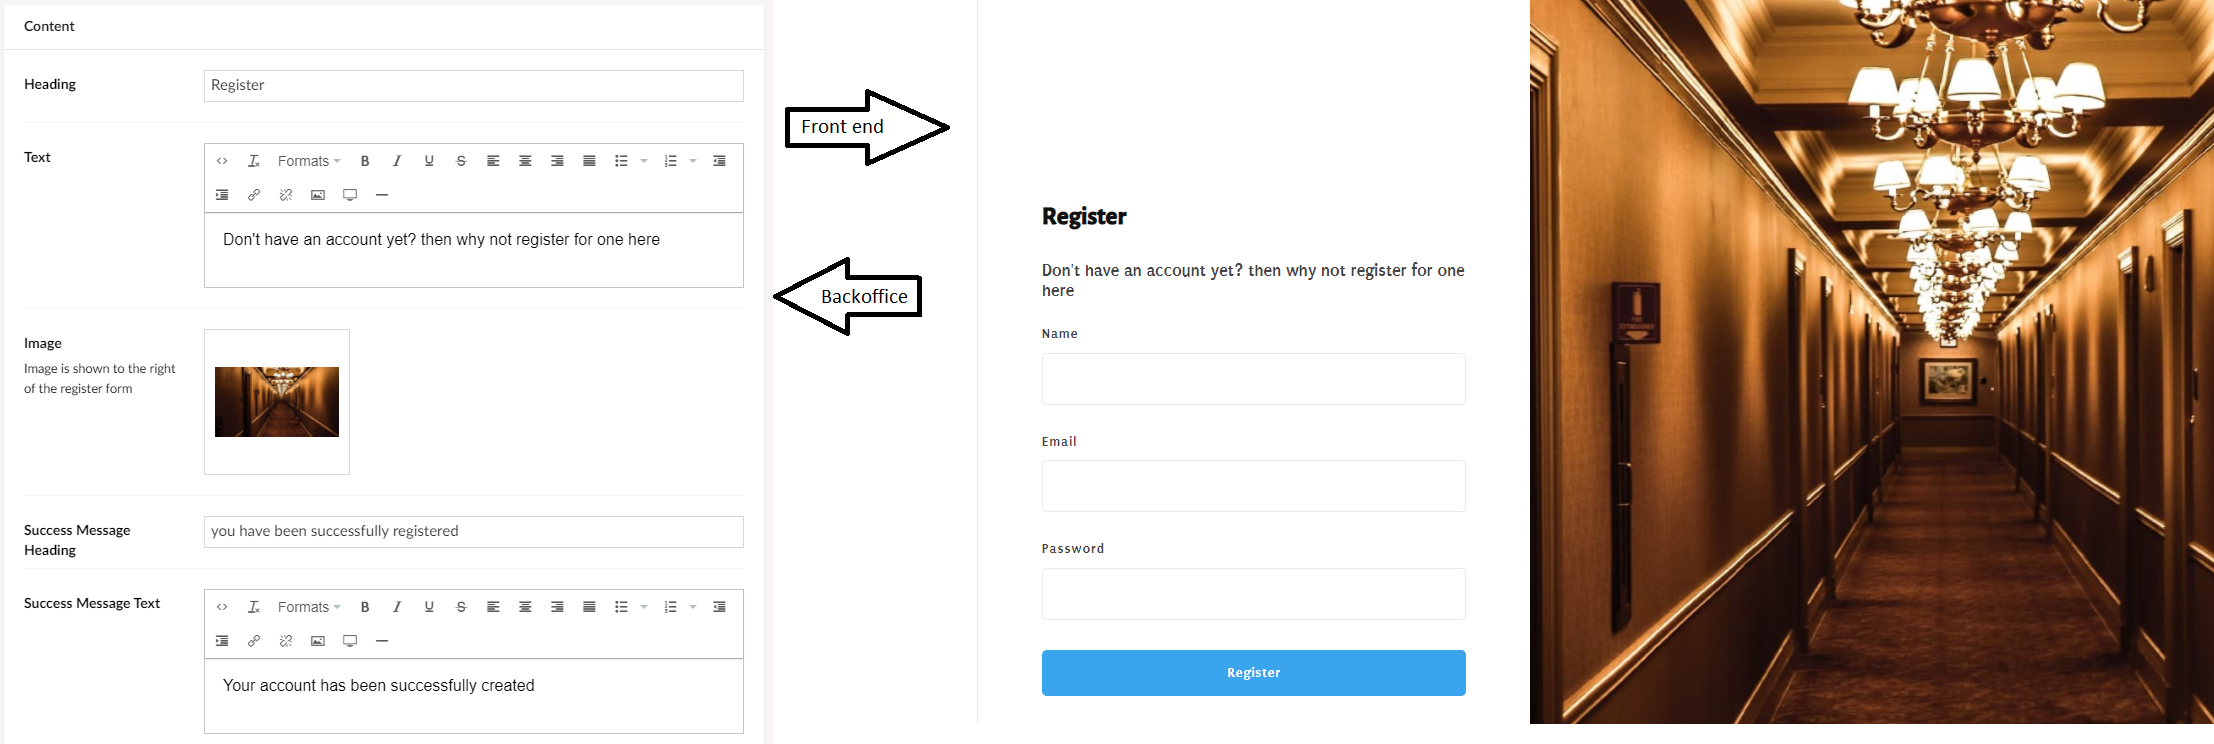 Content
Heading
Register
Text
Formats
Don't have an account yet? then why not register for one here
Image
Image is shown to the right
of the register form
Success Message
Heading
you have been successfully registered
Success Message Text
Formats
Your account has been successfully created
Front end
Backoffice
Register
Don't have an account yet? then why not register for one
here
Name
Email
Password
Register